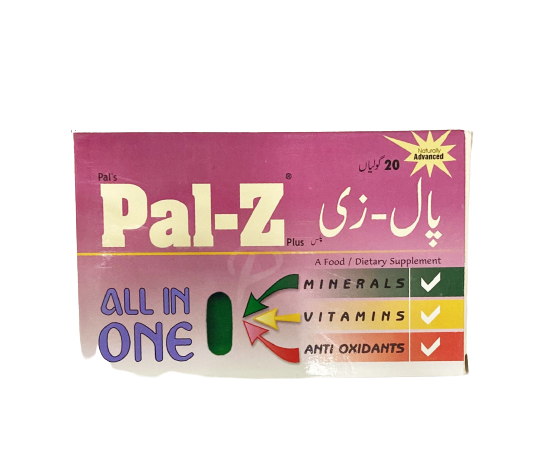 Naturally
Advanced
20 گولیاں
Pal's
Pal-Z® Plus
پال-زی پلس
A Food / Dietary Supplement
ALL IN
ONE
MINERALS
VITAMINS
ANTI OXIDANTS